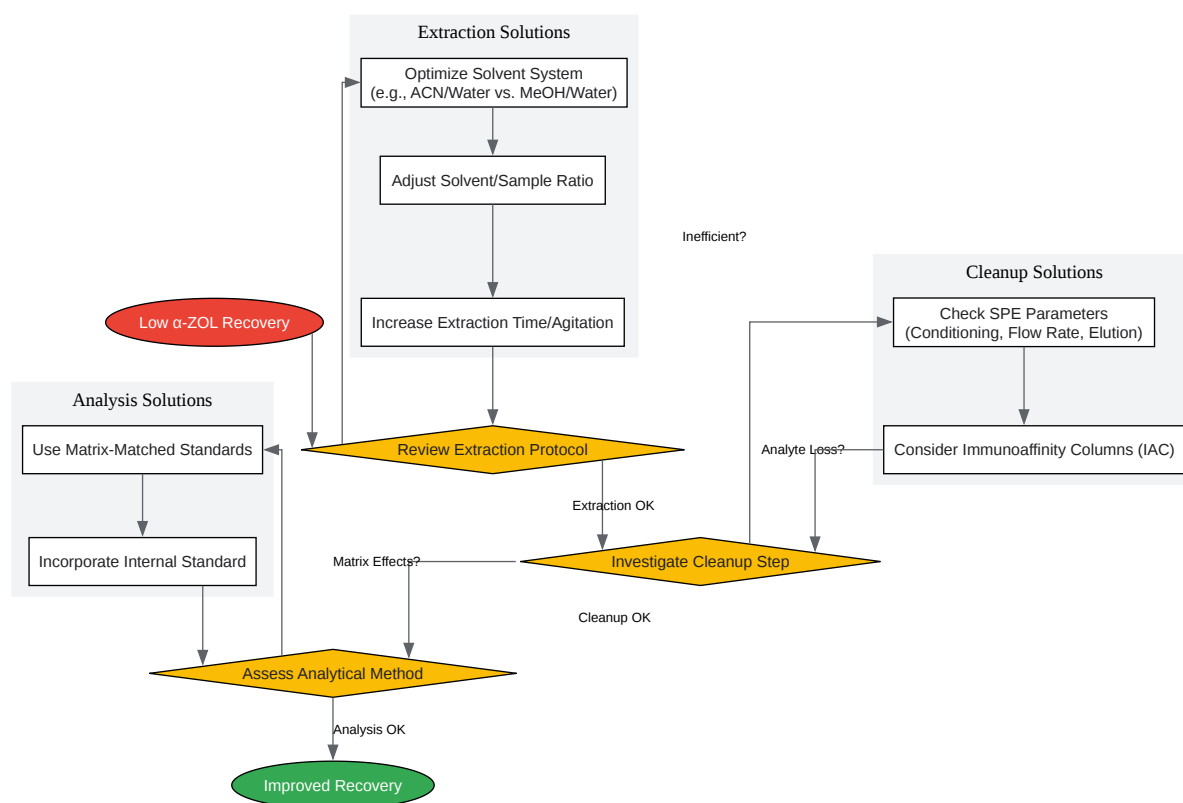 Extraction Solutions
Optimize Solvent System
(e.g., ACN/Water vs. MeOH/Water)
Adjust Solvent/Sample Ratio
Inefficient?
Cleanup Solutions
Low α-ZOL Recovery
Increase Extraction Time/Agitation
Check SPE Parameters
(Conditioning, Flow Rate, Elution)
Analysis Solutions
Use Matrix-Matched Standards
Review Extraction Protocol
Analyte Loss?
Consider Immunoaffinity Columns (IAC)
Extraction OK
Incorporate Internal Standard
Matrix Effects?
Investigate Cleanup Step
Cleanup OK
Assess Analytical Method
Analysis OK
Improved Recovery